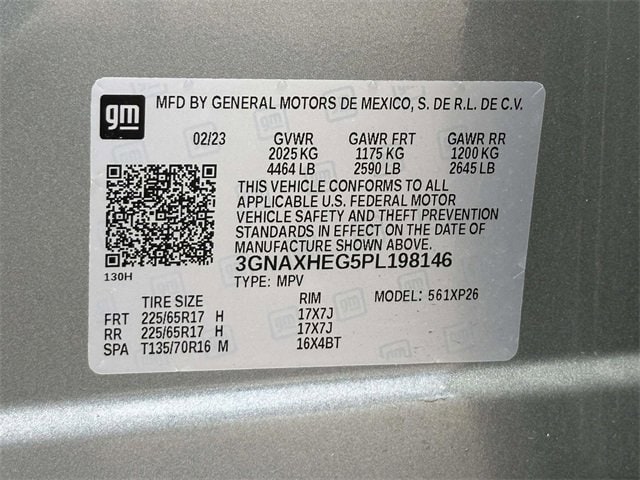 gm
MFD BY GENERAL MOTORS DE MEXICO, S. DE R.L. DE C.V.
02/23 GVWR GAWR FRT GAWR RR
2025 KG 1175 KG 1200 KG
4464 LB 2590 LB 2645 LB
THIS VEHICLE CONFORMS TO ALL
APPLICABLE U.S. FEDERAL MOTOR
VEHICLE SAFETY AND THEFT PREVENTION
STANDARDS IN EFFECT ON THE DATE OF
MANUFACTURE SHOWN ABOVE.
130H
3GNAXHEG5PL198146
TYPE: MPV MODEL: 561XP26
TIRE SIZE RIM
FRT 225/65R17 H 17X7J
RR 225/65R17 H 17X7J
SPA T135/70R16 M 16X4BT